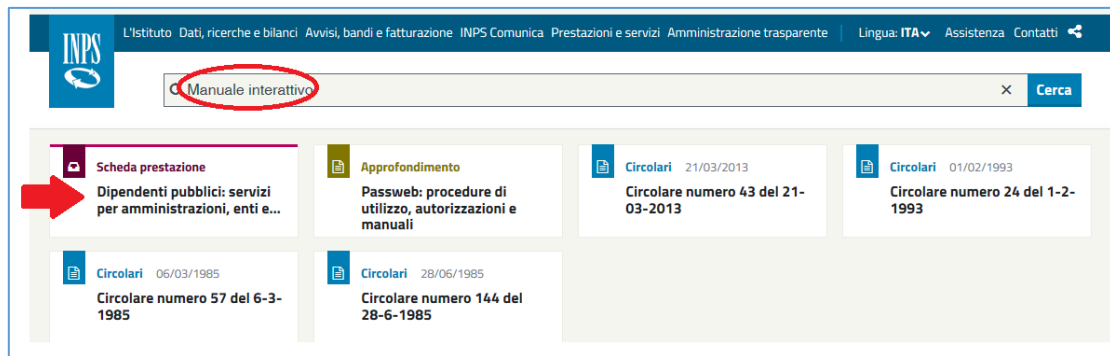 INPS
L'Istituto Dati, ricerche e bilanci Avvisi, bandi e fatturazione INPS Comunica Prestazioni e servizi Amministrazione trasparente Lingua: ITA Assistenza Contatti
Manuale interattivo × Cerca
Scheda prestazione
Dipendenti pubblici: servizi
per amministrazioni, enti e...
Approfondimento
Passweb: procedure di
utilizzo, autorizzazioni e
manuali
Circolari 21/03/2013
Circolare numero 43 del 21-
03-2013
Circolari 01/02/1993
Circolare numero 24 del 1-2-
1993
Circolari 06/03/1985
Circolare numero 57 del 6-3-
1985
Circolari 28/06/1985
Circolare numero 144 del
28-6-1985